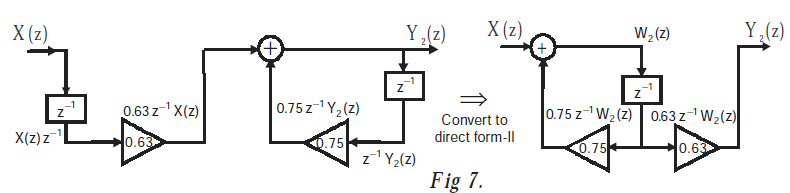 X (z)
Y₂(z)
X (z)
W₂(z)
Y₂(z)
+
+
z⁻¹
z⁻¹
z⁻¹
0.63 z⁻¹ X(z)
0.75 z⁻¹ Y₂(z)
⇒
0.75 z⁻¹ W₂(z)
0.63 z⁻¹ W₂(z)
Convert to
direct form-II
X(z) z⁻¹
0.63
0.75
0.75
0.63
z⁻¹ Y₂(z)
Fig 7.